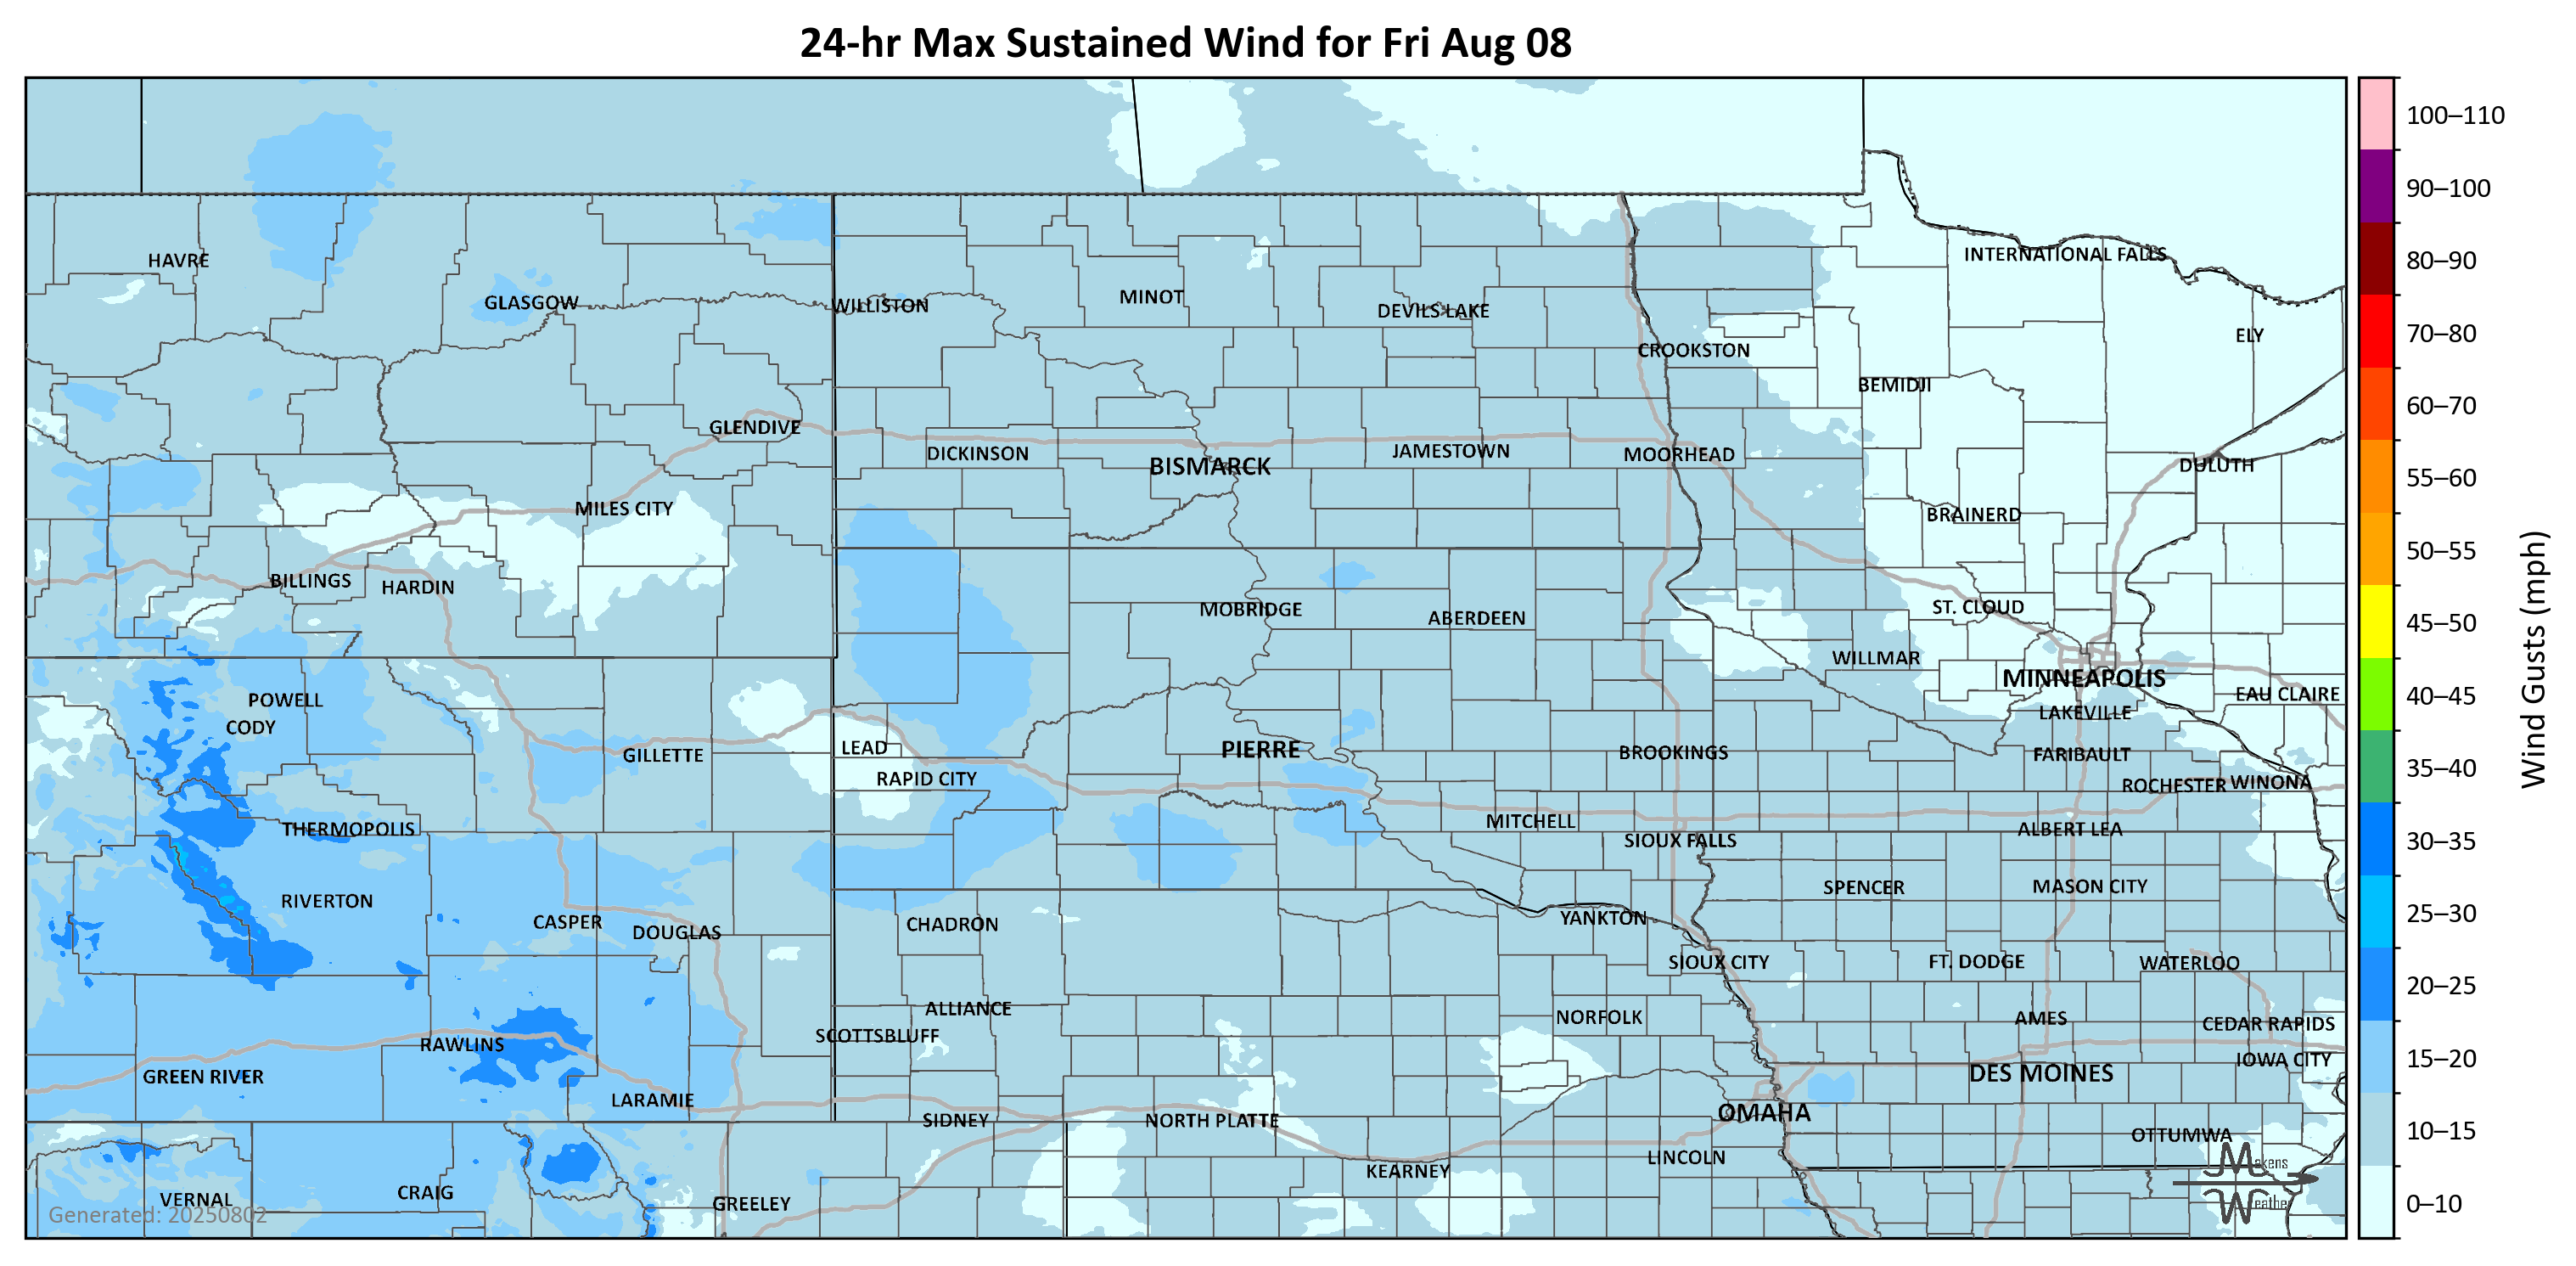 24-hr Max Sustained Wind for Fri Aug 08
100–110
90–100
80–90
70–80
60–70
55–60
50–55
45–50
40–45
35–40
30–35
25–30
20–25
15–20
10–15
0–10
Wind Gusts (mph)
HAVRE
INTERNATIONAL FALLS
GLASGOW
WILLISTON
MINOT
DEVILS LAKE
ELY
CROOKSTON
BEMIDJI
GLENDIVE
DICKINSON
BISMARCK
JAMESTOWN
MOORHEAD
DULUTH
MILES CITY
BRAINERD
BILLINGS
HARDIN
MOBRIDGE
ABERDEEN
ST. CLOUD
WILLMAR
MINNEAPOLIS
POWELL
EAU CLAIRE
CODY
LAKEVILLE
GILLETTE
LEAD
PIERRE
BROOKINGS
FARIBAULT
RAPID CITY
ROCHESTER
WINONA
THERMOPOLIS
MITCHELL
SIOUX FALLS
ALBERT LEA
RIVERTON
SPENCER
MASON CITY
CASPER
DOUGLAS
CHADRON
YANKTON
SIOUX CITY
FT. DODGE
WATERLOO
ALLIANCE
NORFOLK
AMES
CEDAR RAPIDS
RAWLINS
SCOTTSBLUFF
IOWA CITY
GREEN RIVER
DES MOINES
LARAMIE
SIDNEY
NORTH PLATTE
OMAHA
OTTUMWA
LINCOLN
KEARNEY
VERNAL
CRAIG
GREELEY
Generated: 20250802
Makens
Weather